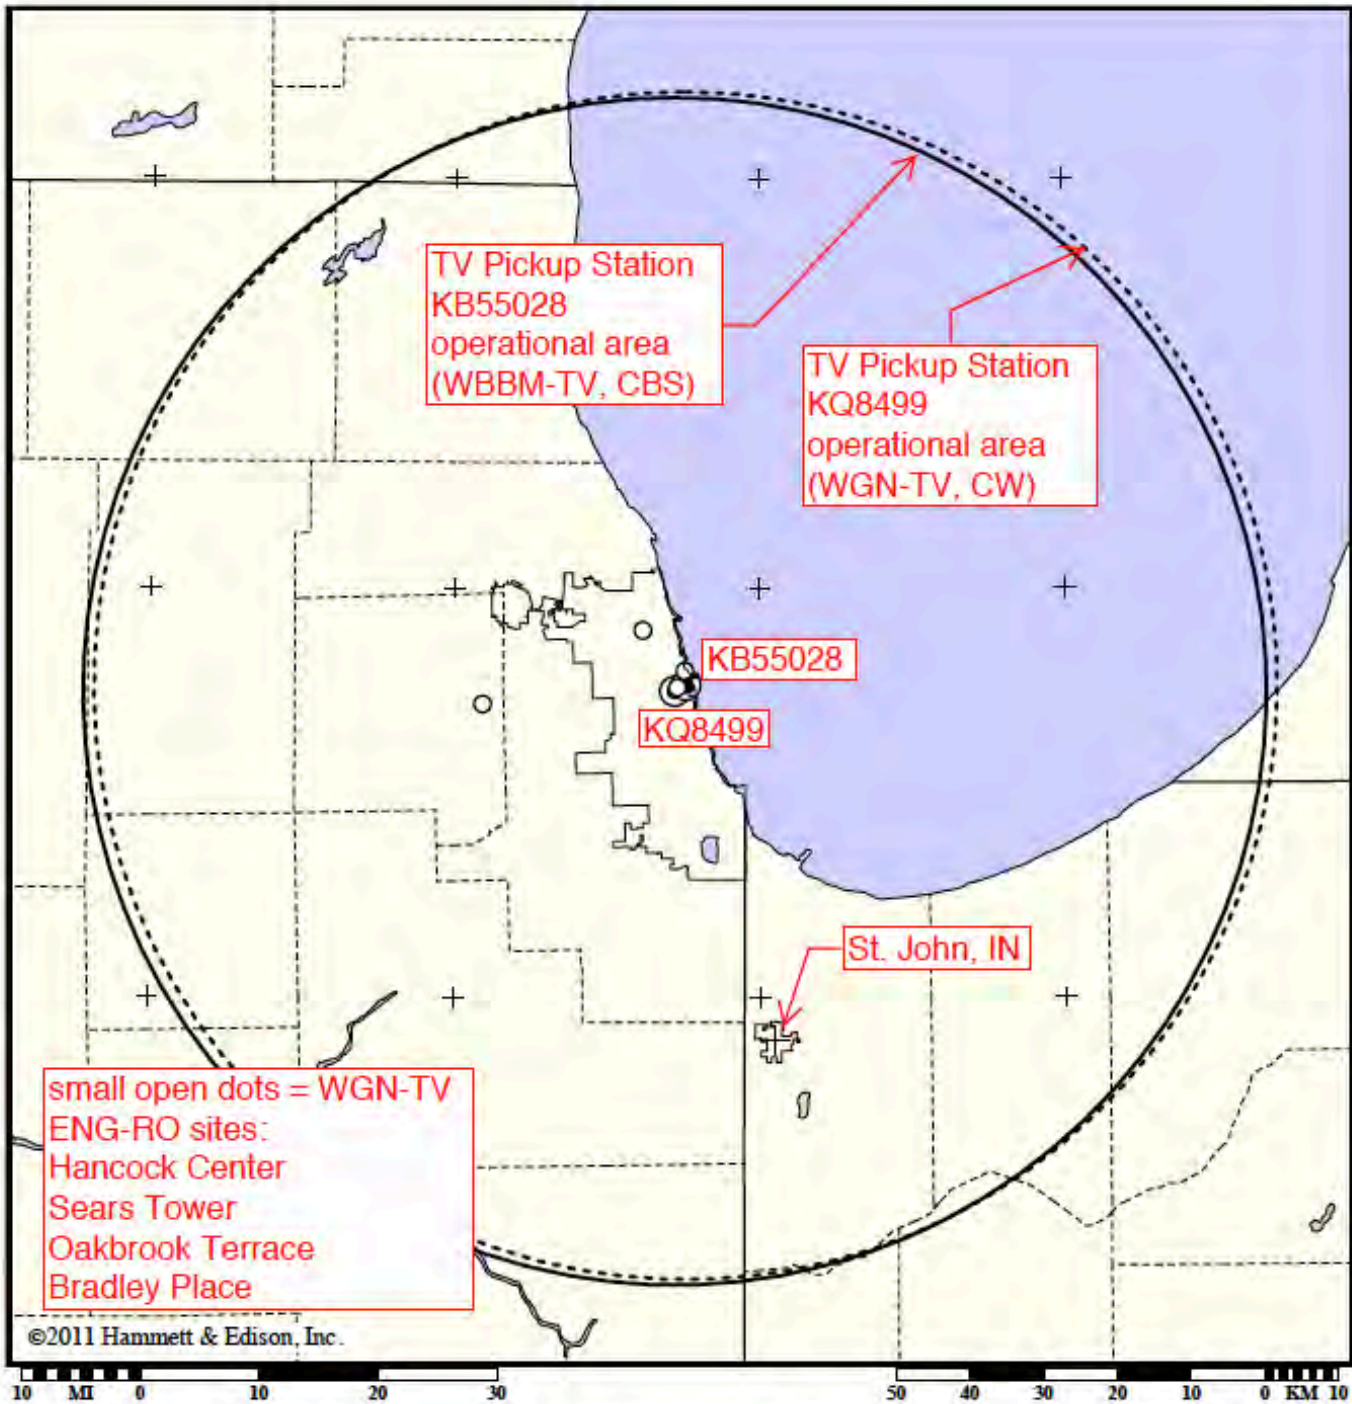 TV Pickup Station
KB55028
operational area
(WBBM-TV, CBS)
TV Pickup Station
KQ8499
operational area
(WGN-TV, CW)
KB55028
KQ8499
St. John, IN
small open dots = WGN-TV
ENG-RO sites:
Hancock Center
Sears Tower
Oakbrook Terrace
Bradley Place
©2011 Hammett & Edison, Inc.
10 MI 0 10 20 30 50 40 30 20 10 0 KM 10